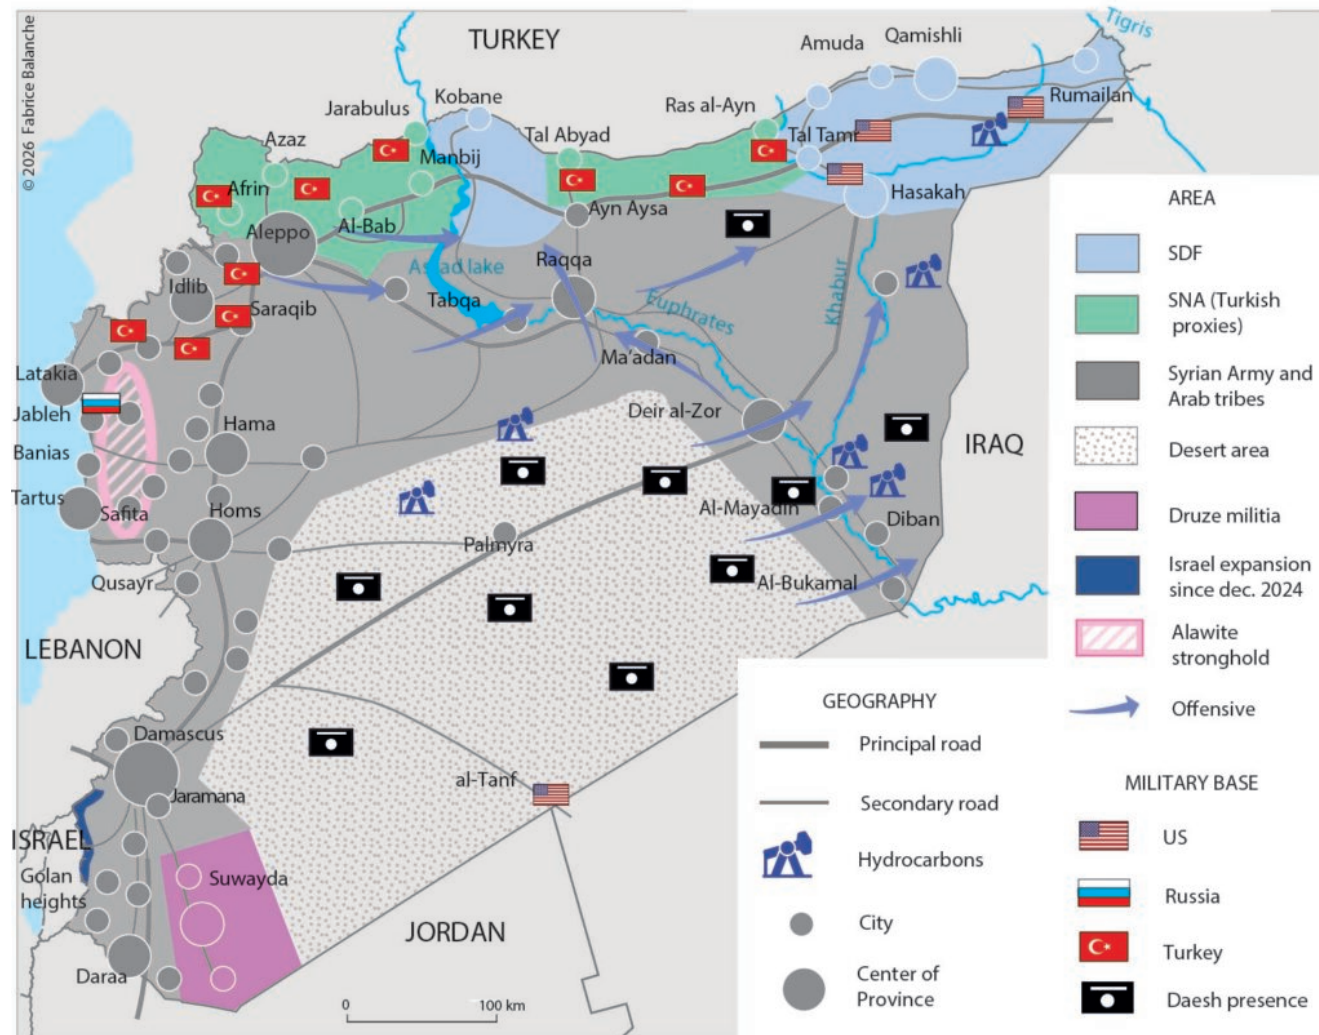 © 2026 Fabrice Balanche
TURKEY
Tigris
Amuda
Qamishli
Jarabulus
Kobane
Ras al-Ayn
Rumailan
Azaz
Tal Abyad
Tal Tamr
Manbij
Afrin
Hasakah
Al-Bab
Ayn Aysa
Aleppo
Assad lake
Raqqa
Idlib
Tabqa
Euphrates
Khabur
Saraqib
Ma'adan
Latakia
Jableh
Deir al-Zor
Hama
IRAQ
Banias
Tartus
Safita
Homs
Al-Mayadin
Diban
Palmyra
Qusayr
Al-Bukamal
LEBANON
Damascus
al-Tanf
Jaramana
ISRAEL
Golan
heights
Suwayda
JORDAN
Daraa
0
100 km
AREA
SDF
SNA (Turkish
proxies)
Syrian Army and
Arab tribes
Desert area
Druze militia
Israel expansion
since dec. 2024
Alawite
stronghold
Offensive
GEOGRAPHY
Principal road
Secondary road
Hydrocarbons
City
Center of
Province
MILITARY BASE
US
Russia
Turkey
Daesh presence